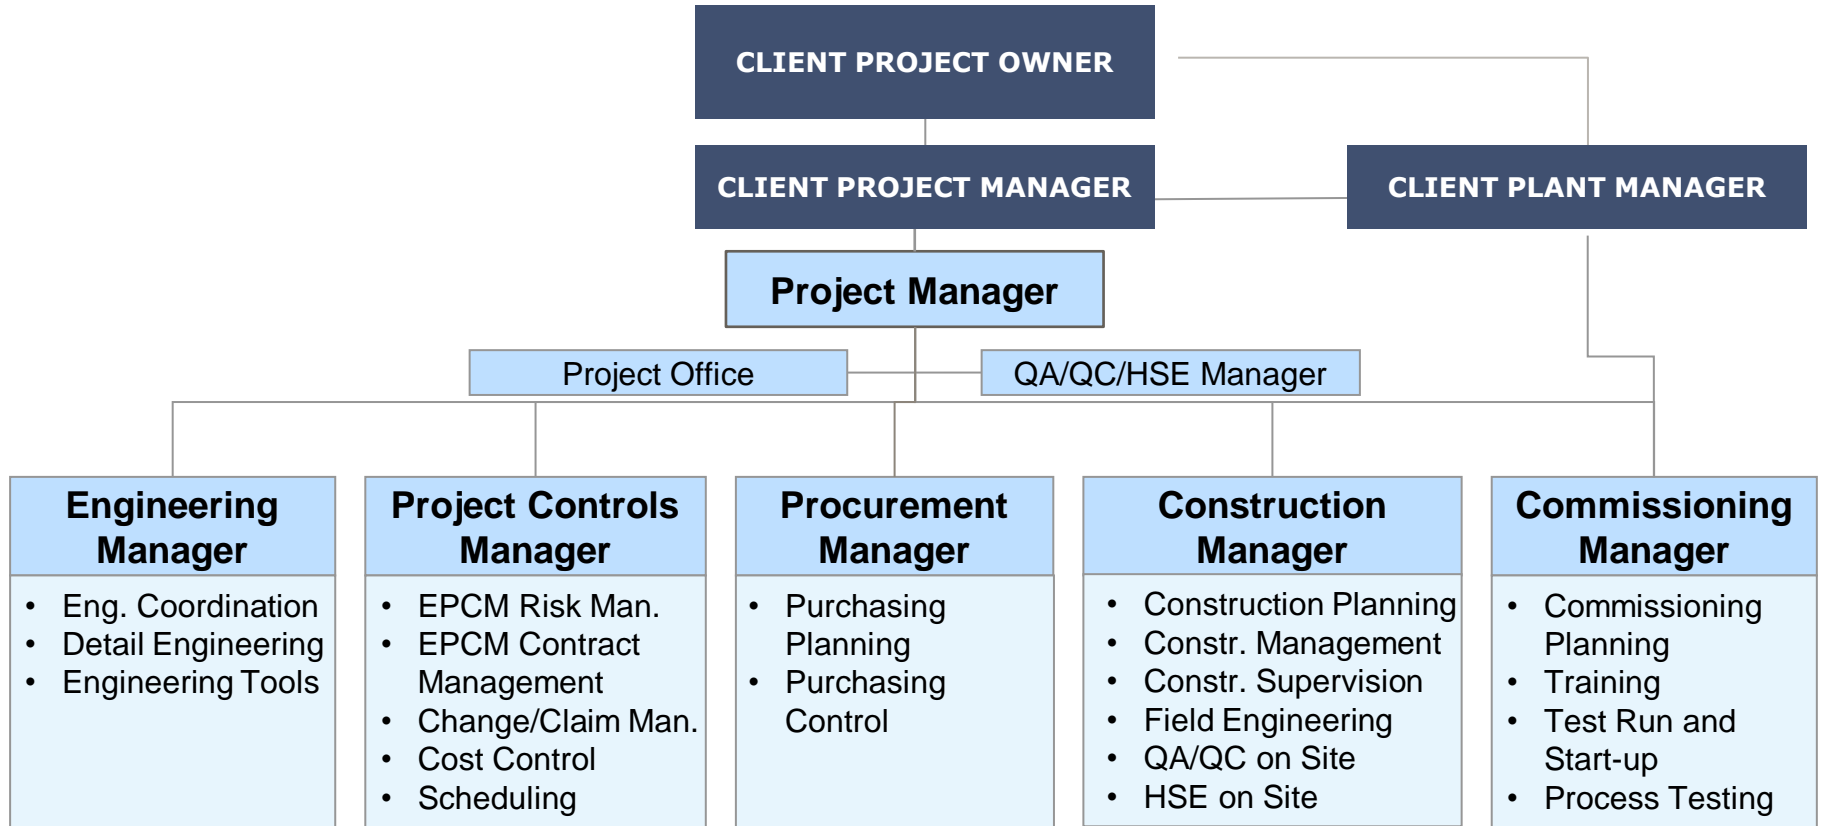 CLIENT PROJECT OWNER
CLIENT PROJECT MANAGER
CLIENT PLANT MANAGER
Project Manager
Project Office
QA/QC/HSE Manager
Engineering
Manager
• Eng. Coordination
• Detail Engineering
• Engineering Tools
Project Controls
Manager
• EPCM Risk Man.
• EPCM Contract
Management
• Change/Claim Man.
• Cost Control
• Scheduling
Procurement
Manager
• Purchasing
Planning
• Purchasing
Control
Construction
Manager
• Construction Planning
• Constr. Management
• Constr. Supervision
• Field Engineering
• QA/QC on Site
• HSE on Site
Commissioning
Manager
• Commissioning
Planning
• Training
• Test Run and
Start-up
• Process Testing